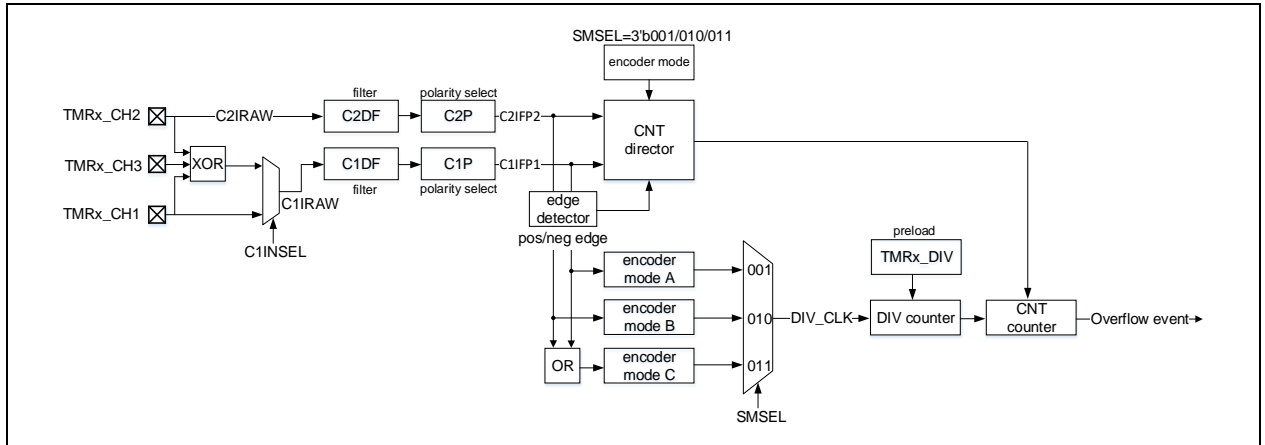 SMSEL=3'b001/010/011
encoder mode
filter
polarity select
TMRx_CH2
C2IRAW
C2DF
C2P
C2IFP2
CNT
director
TMRx_CH3
XOR
C1DF
C1P
C1IFP1
filter
polarity select
C1IRAW
TMRx_CH1
edge
detector
C1INSEL
pos/neg edge
preload
encoder
mode A
001
TMRx_DIV
encoder
mode B
010
DIV_CLK
DIV counter
CNT
counter
Overflow event
OR
encoder
mode C
011
SMSEL